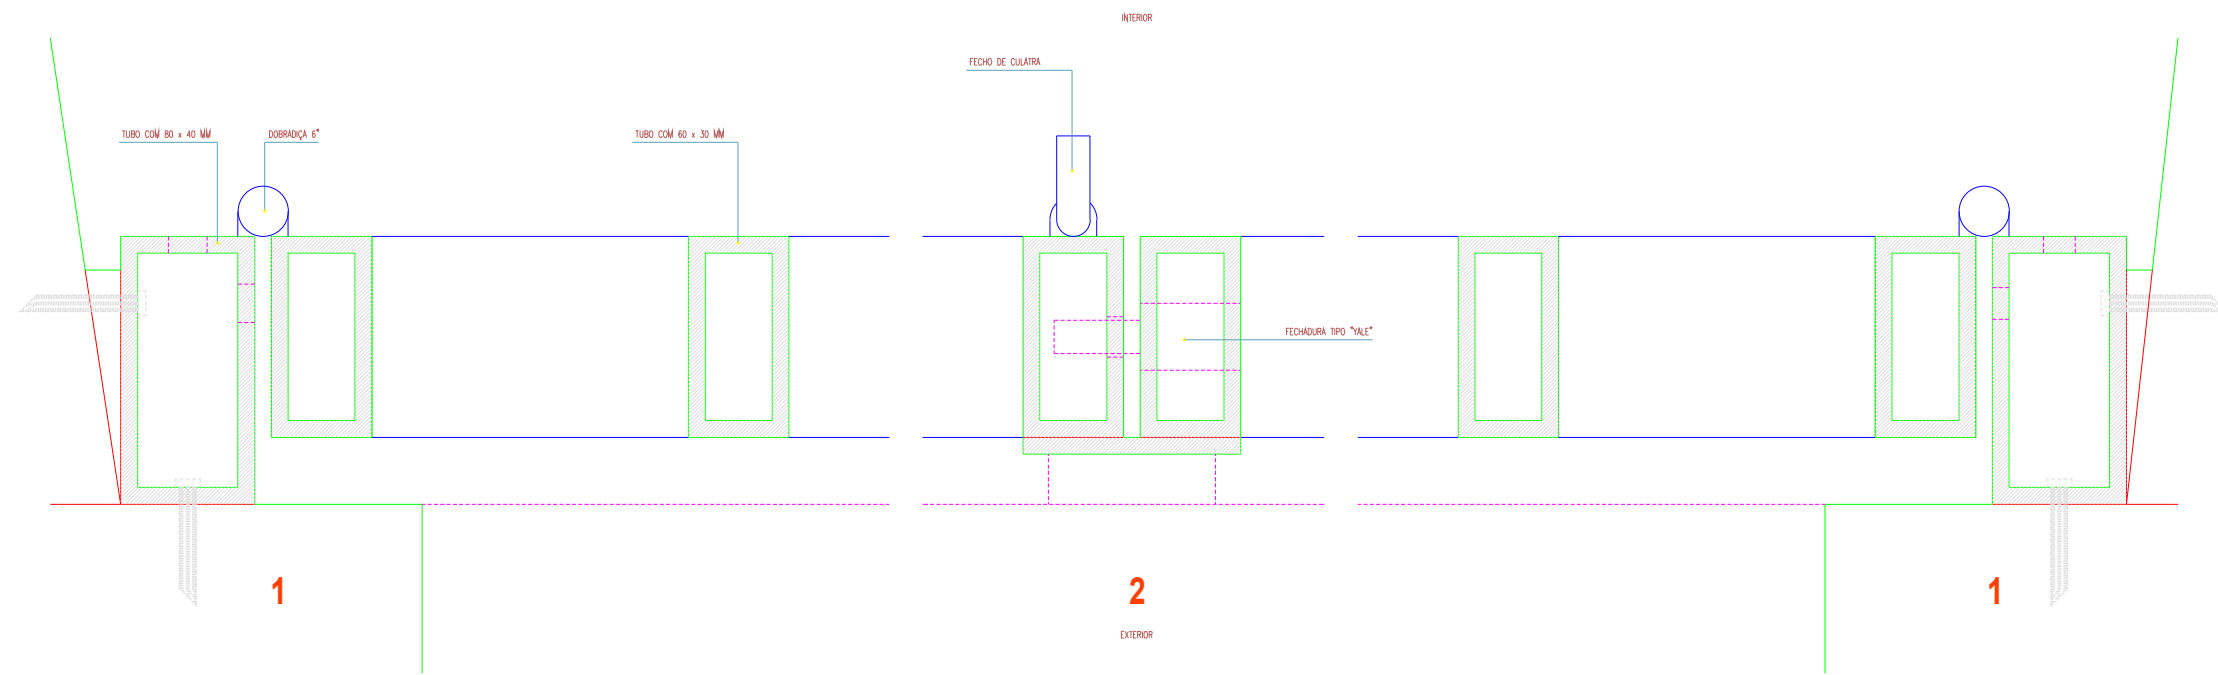 INTERIOR
FECHO DE CULATRA
TUBO COM 80 x 40 MM
DOBRADIÇA 6"
TUBO COM 60 x 30 MM
FECHADURA TIPO "YALE"
1
2
1
EXTERIOR